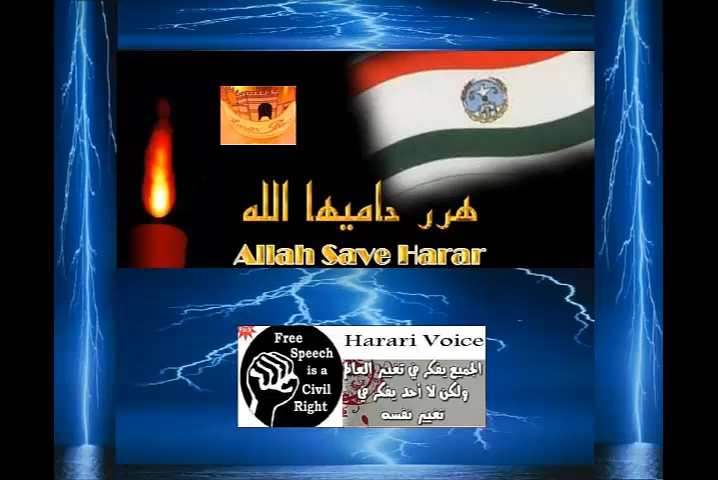 هرر حاميها الله
Allah Save Harar
Free
Speech
is a
Civil
Right
Harari Voice
الجميع يفكر في تغيير العالم
ولكن لا أحد يفكر في
تغيير نفسه